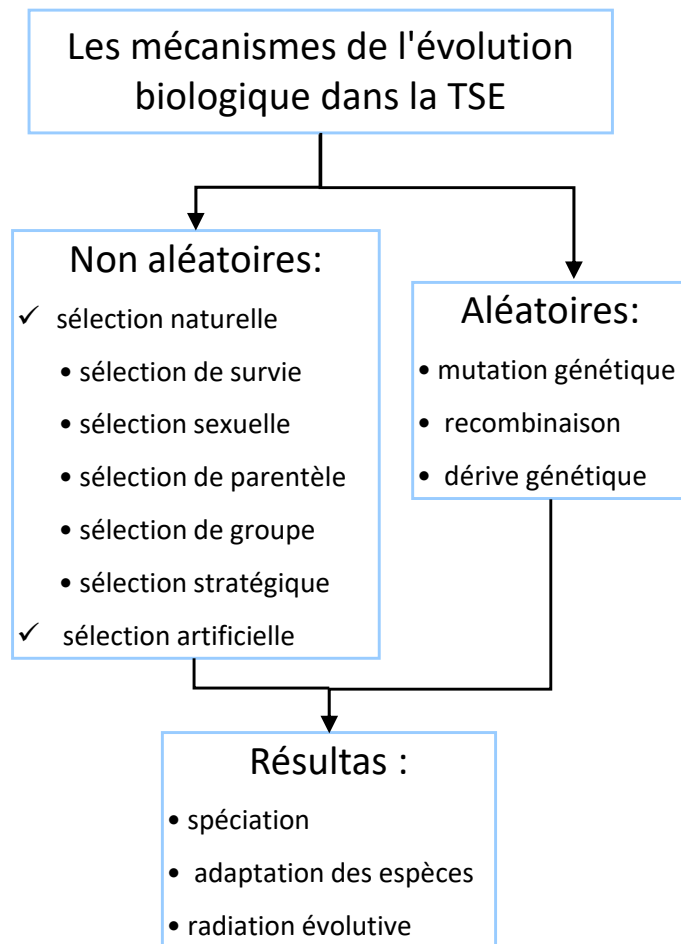 Les mécanismes de l'évolution
biologique dans la TSE
Non aléatoires:
✓ sélection naturelle
• sélection de survie
• sélection sexuelle
• sélection de parentèle
• sélection de groupe
• sélection stratégique
✓ sélection artificielle
Aléatoires:
• mutation génétique
• recombinaison
• dérive génétique
Résultas :
• spéciation
• adaptation des espèces
• radiation évolutive